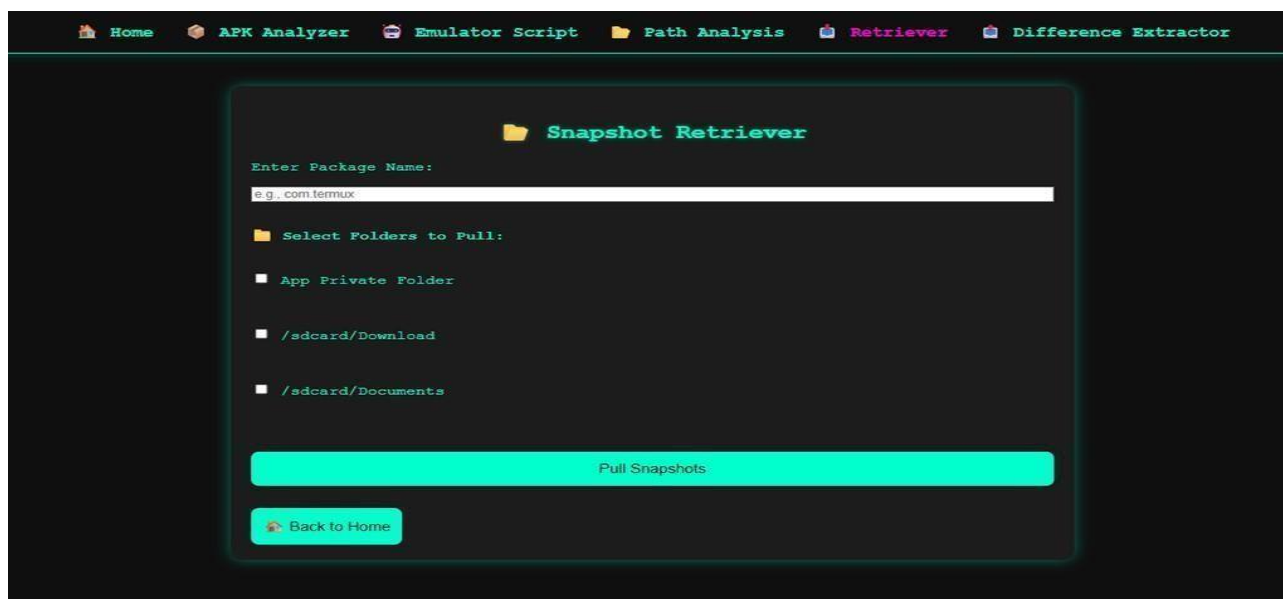 Home APK Analyzer Emulator Script Path Analysis Retriever Difference Extractor
Snapshot Retriever
Enter Package Name:
e.g., com.termux
Select Folders to Pull:
App Private Folder
/sdcard/Download
/sdcard/Documents
Pull Snapshots
Back to Home